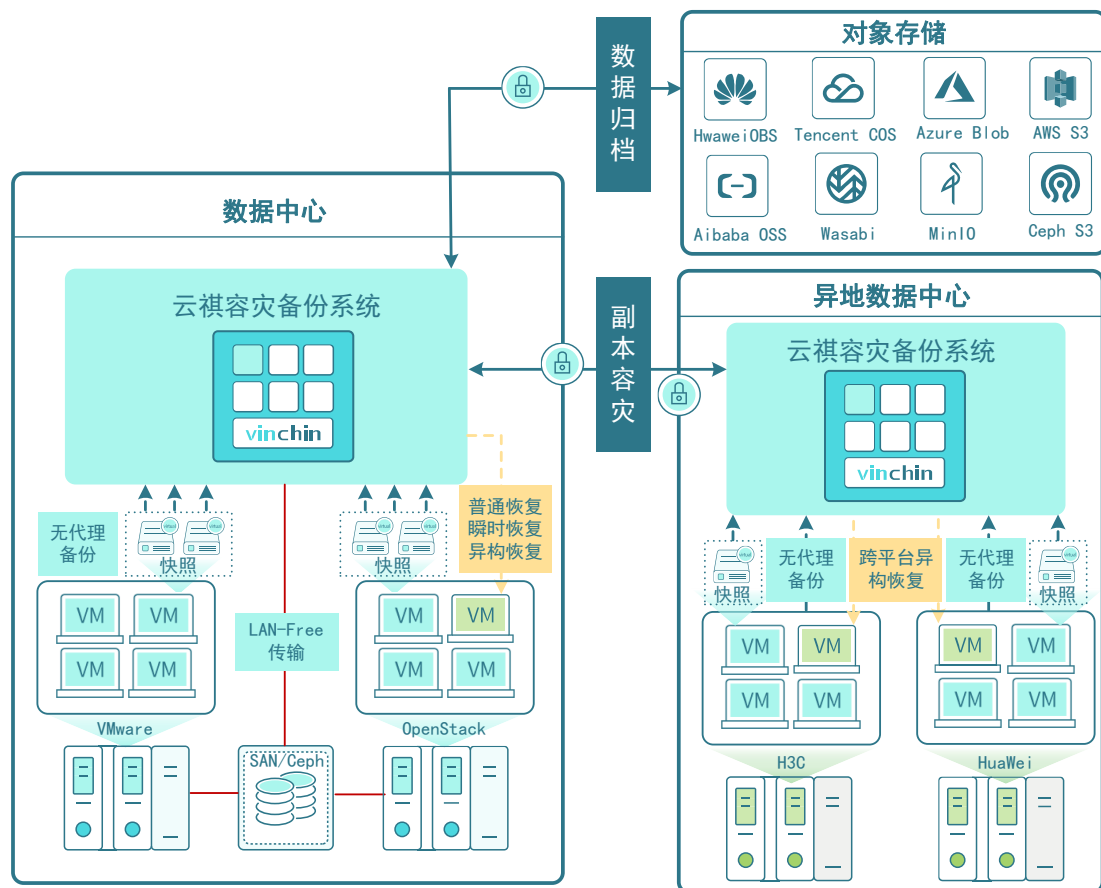 数据归档
对象存储
HwaweiOBS
Tencent COS
Azure Blob
AWS S3
Aibaba OSS
Wasabi
MinIO
Ceph S3
数据中心
云祺容灾备份系统
vinchin
副本容灾
异地数据中心
云祺容灾备份系统
vinchin
无代理
备份
virtual
virtual
快照
virtual
virtual
快照
普通恢复
瞬时恢复
异构恢复
VM
VM
VM
VM
VMware
LAN-Free
传输
VM
VM
VM
VM
OpenStack
SAN/Ceph
virtual
快照
无代理
备份
跨平台异
构恢复
无代理
备份
virtual
快照
VM
VM
VM
VM
H3C
VM
VM
VM
VM
HuaWei